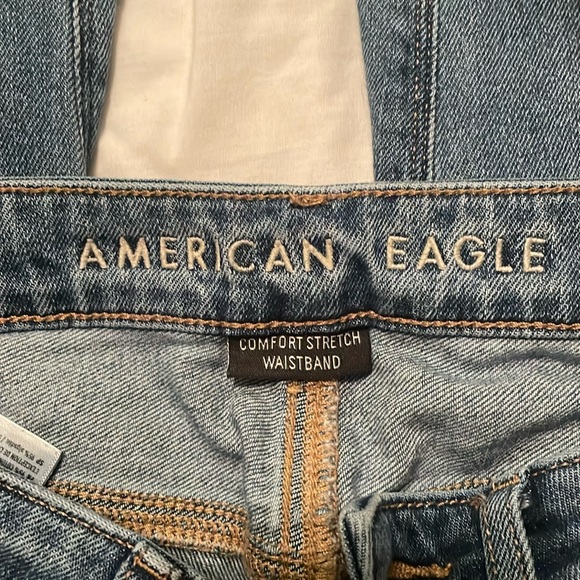 AMERICAN EAGLE
COMFORT STRETCH
WAISTBAND